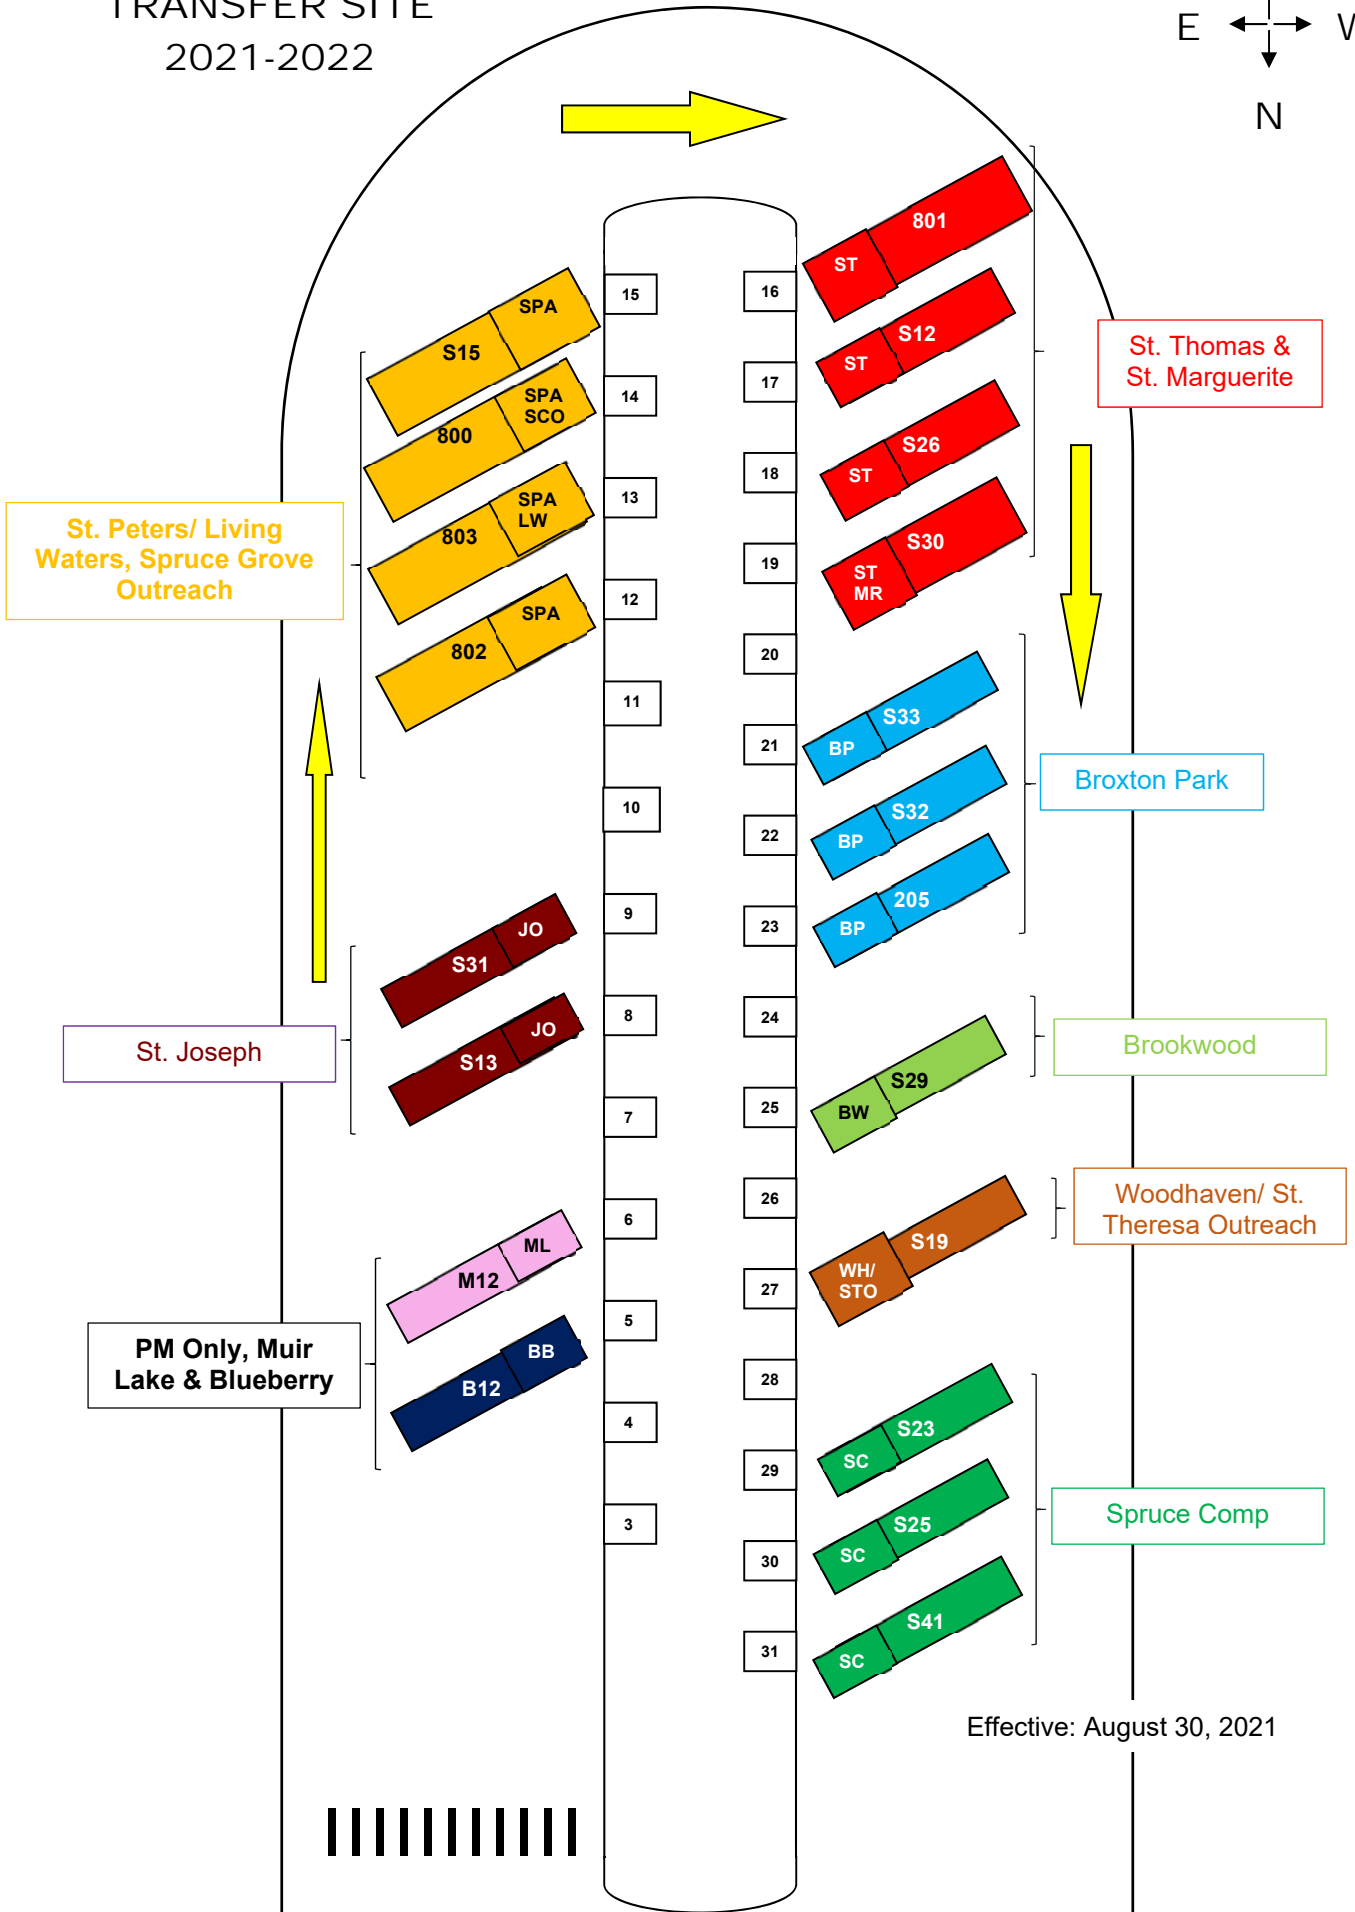 TRANSFER SITE
2021-2022
E
W
N
801
ST
15
16
SPA
S15
S12
ST
St. Thomas &
St. Marguerite
17
14
SPA
SCO
800
S26
ST
18
13
SPA
LW
803
St. Peters/ Living
Waters, Spruce Grove
Outreach
S30
ST
MR
19
12
SPA
802
20
11
S33
BP
21
Broxton Park
10
S32
BP
22
205
BP
23
9
JO
S31
24
8
JO
S13
St. Joseph
Brookwood
S29
BW
25
7
26
6
Woodhaven/ St.
Theresa Outreach
S19
WH/
STO
27
ML
M12
5
PM Only, Muir
Lake & Blueberry
BB
B12
28
4
S23
SC
29
3
S25
SC
30
Spruce Comp
S41
SC
31
Effective: August 30, 2021